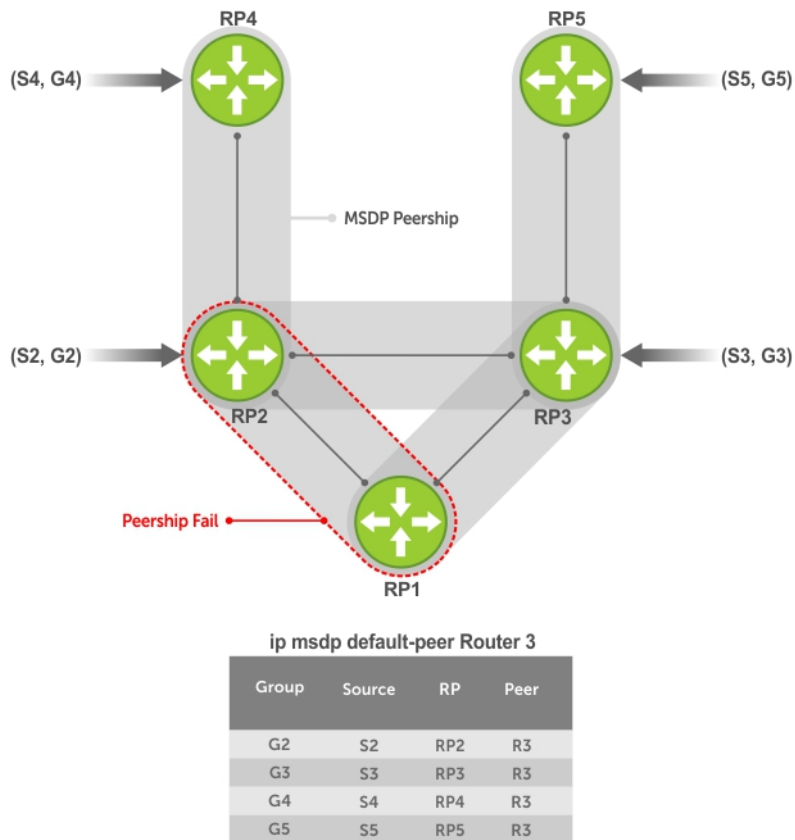 RP4
RP5
(S4, G4)
(S5, G5)
MSDP Peership
(S2, G2)
(S3, G3)
RP2
RP3
Peership Fail
RP1
ip msdp default-peer Router 3
Group Source RP Peer
G2 S2 RP2 R3
G3 S3 RP3 R3
G4 S4 RP4 R3
G5 S5 RP5 R3